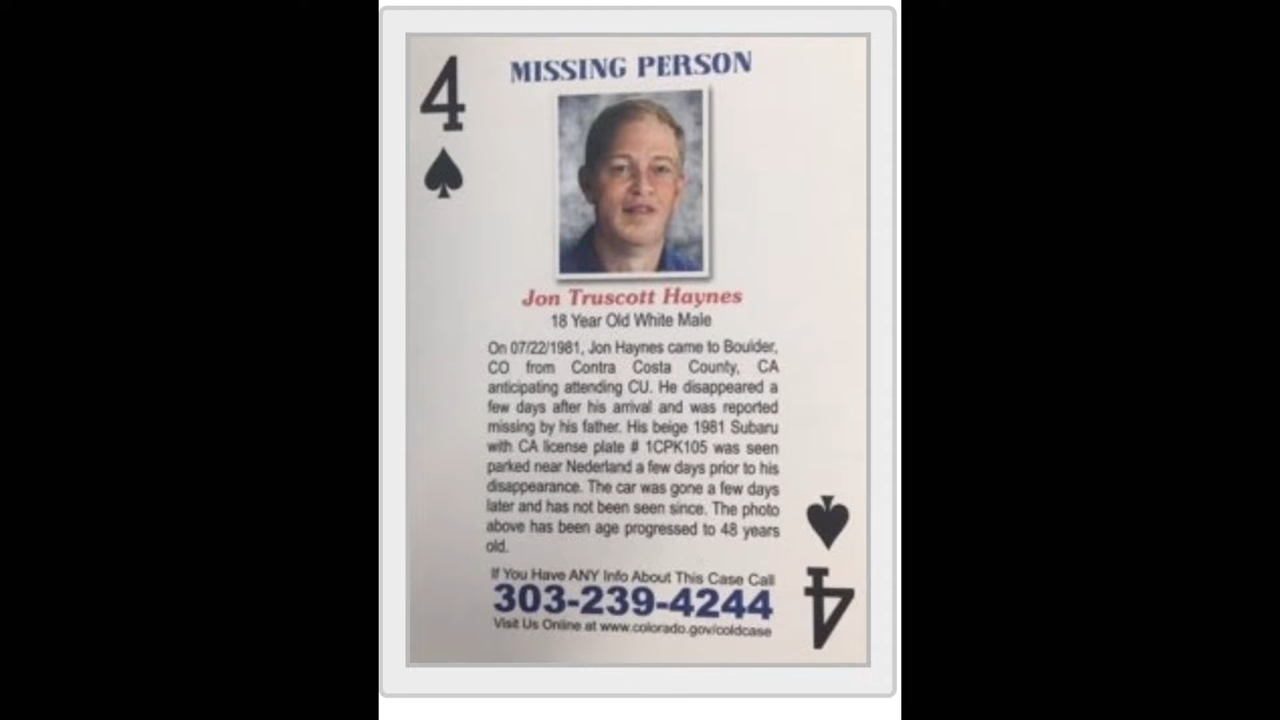 4
MISSING PERSON
Jon Truscott Haynes
18 Year Old White Male
On 07/22/1981, Jon Haynes came to Boulder,
CO from Contra Costa County, CA
anticipating attending CU. He disappeared a
few days after his arrival and was reported
missing by his father. His beige 1981 Subaru
with CA license plate # 1CPK105 was seen
parked near Nederland a few days prior to his
disappearance. The car was gone a few days
later and has not been seen since. The photo
above has been age progressed to 48 years
old.
If You Have ANY Info About This Case Call
303-239-4244
Visit Us Online at www.colorado.gov/coldcase
4